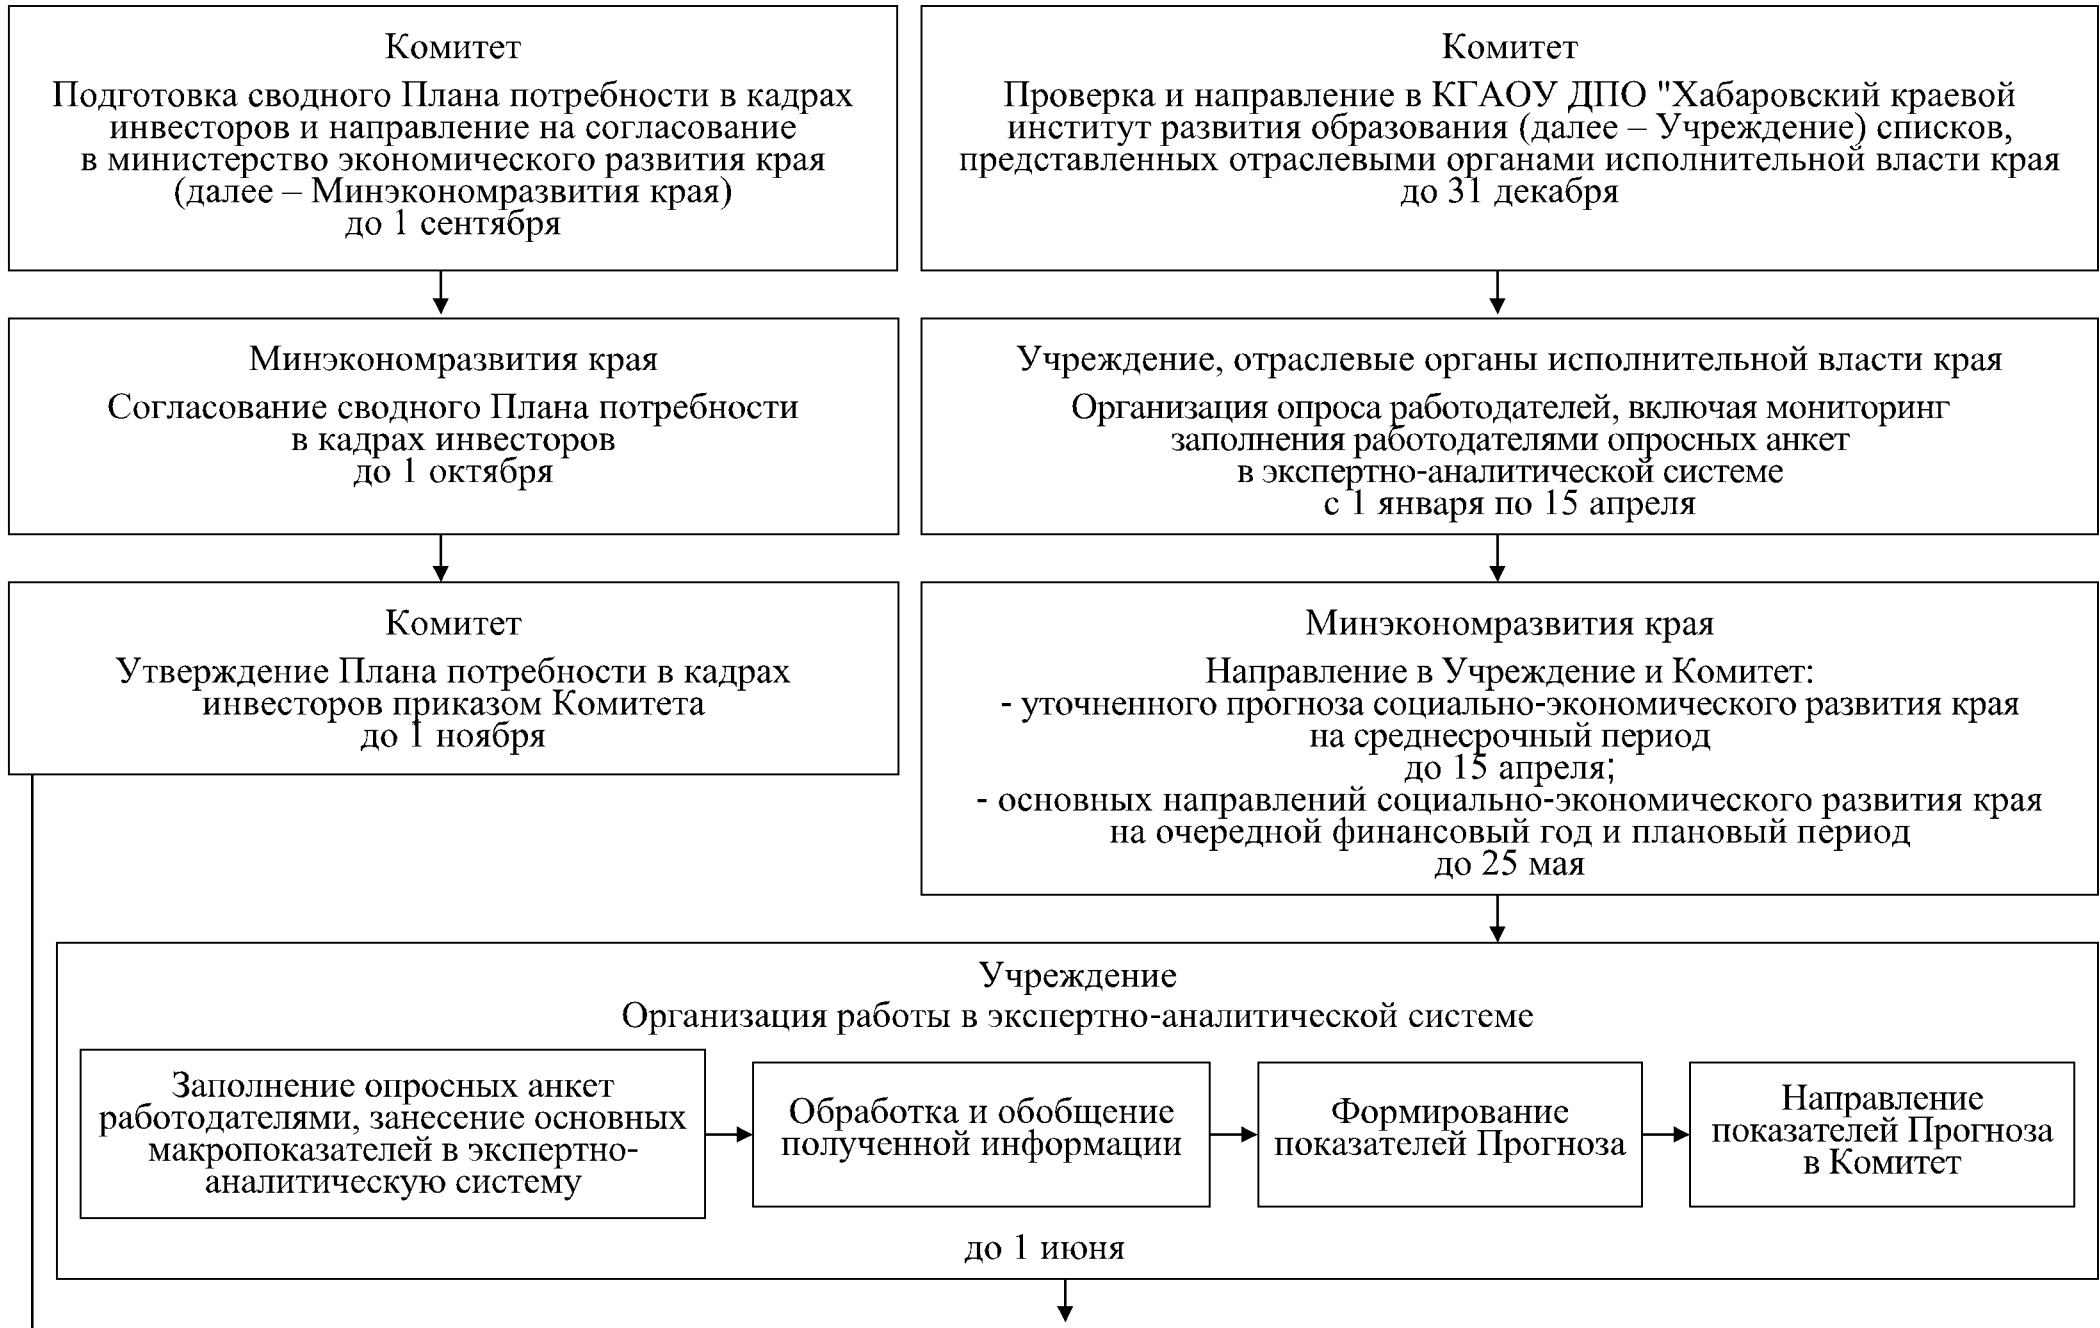 Комитет
Подготовка сводного Плана потребности в кадрах
инвесторов и направление на согласование
в министерство экономического развития края
(далее – Минэкономразвития края)
до 1 сентября
Комитет
Проверка и направление в КГАОУ ДПО "Хабаровский краевой
институт развития образования (далее – Учреждение) списков,
представленных отраслевыми органами исполнительной власти края
до 31 декабря
Минэкономразвития края
Согласование сводного Плана потребности
в кадрах инвесторов
до 1 октября
Учреждение, отраслевые органы исполнительной власти края
Организация опроса работодателей, включая мониторинг
заполнения работодателями опросных анкет
в экспертно-аналитической системе
с 1 января по 15 апреля
Комитет
Утверждение Плана потребности в кадрах
инвесторов приказом Комитета
до 1 ноября
Минэкономразвития края
Направление в Учреждение и Комитет:
- уточненного прогноза социально-экономического развития края
на среднесрочный период
до 15 апреля;
- основных направлений социально-экономического развития края
на очередной финансовый год и плановый период
до 25 мая
Учреждение
Организация работы в экспертно-аналитической системе
Заполнение опросных анкет
работодателями, занесение основных
макропоказателей в экспертно-
аналитическую систему
Обработка и обобщение
полученной информации
Формирование
показателей Прогноза
Направление
показателей Прогноза
в Комитет
до 1 июня